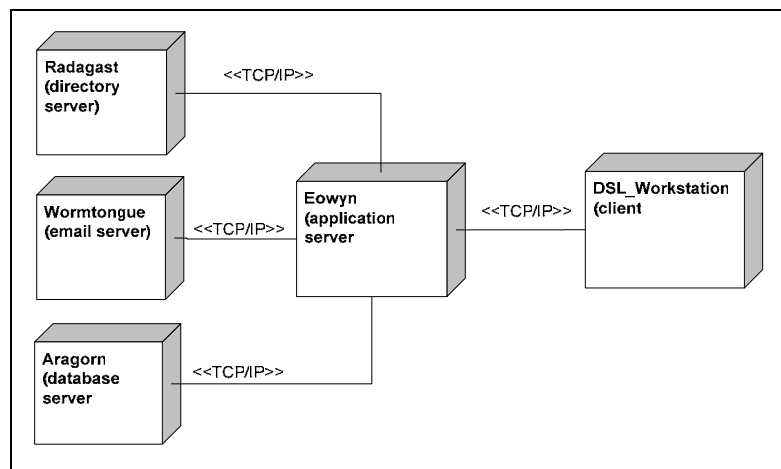 Radagast
(directory
server)
<<TCP/IP>>
Wormtongue
(email server)
<<TCP/IP>>
Eowyn
(application
server
<<TCP/IP>>
DSL_Workstation
(client
Aragorn
(database
server
<<TCP/IP>>